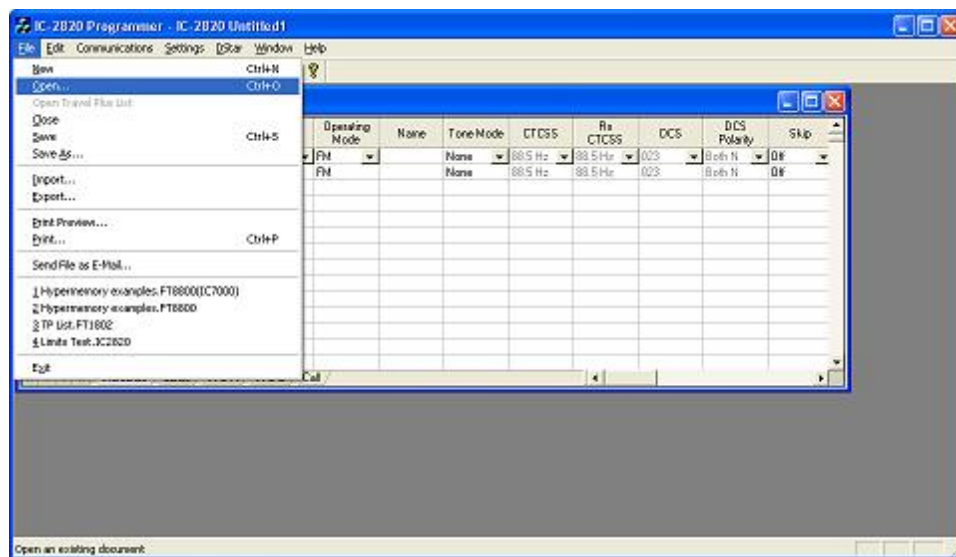 IC-2820 Programmer - IC-2820 Untitled1
File Edit Communications Settings DStar Window Help
New Ctrl+N
Open... Ctrl+O
Open Travel Plus List
Close
Save Ctrl+S
Save As...
Import...
Export...
Print Preview...
Print... Ctrl+P
Send File as E-Mail...
1 Hypermemory examples.FT8800(IC7000)
2 Hypermemory examples.FT8800
3 TP List.FT1802
4 Limits Test.IC2820
Exit
Operating Mode Name Tone Mode CTCSS Rx CTCSS DCS DCS Polarity Skip
FM None 88.5 Hz 88.5 Hz 023 Both N Off
FM None 88.5 Hz 88.5 Hz 023 Both N Off
Call
Open an existing document